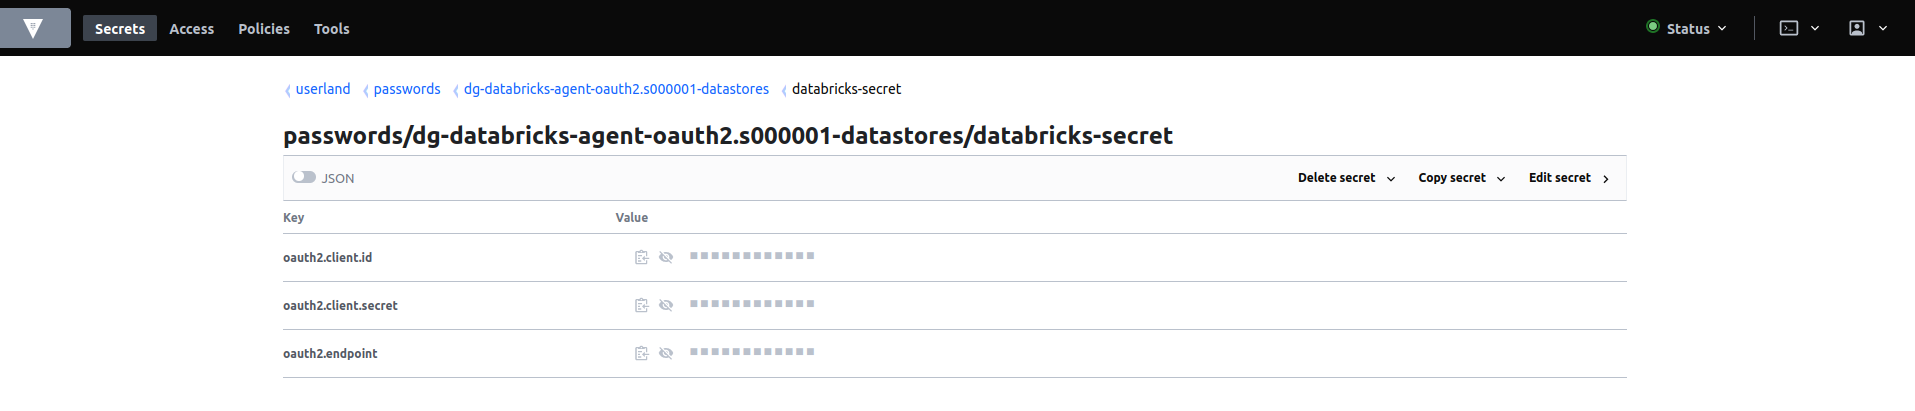 Secrets Access Policies Tools Status
userland passwords dg-databricks-agent-oauth2.s000001-datastores databricks-secret
passwords/dg-databricks-agent-oauth2.s000001-datastores/databricks-secret
JSON Delete secret Copy secret Edit secret
Key Value
oauth2.client.id
oauth2.client.secret
oauth2.endpoint